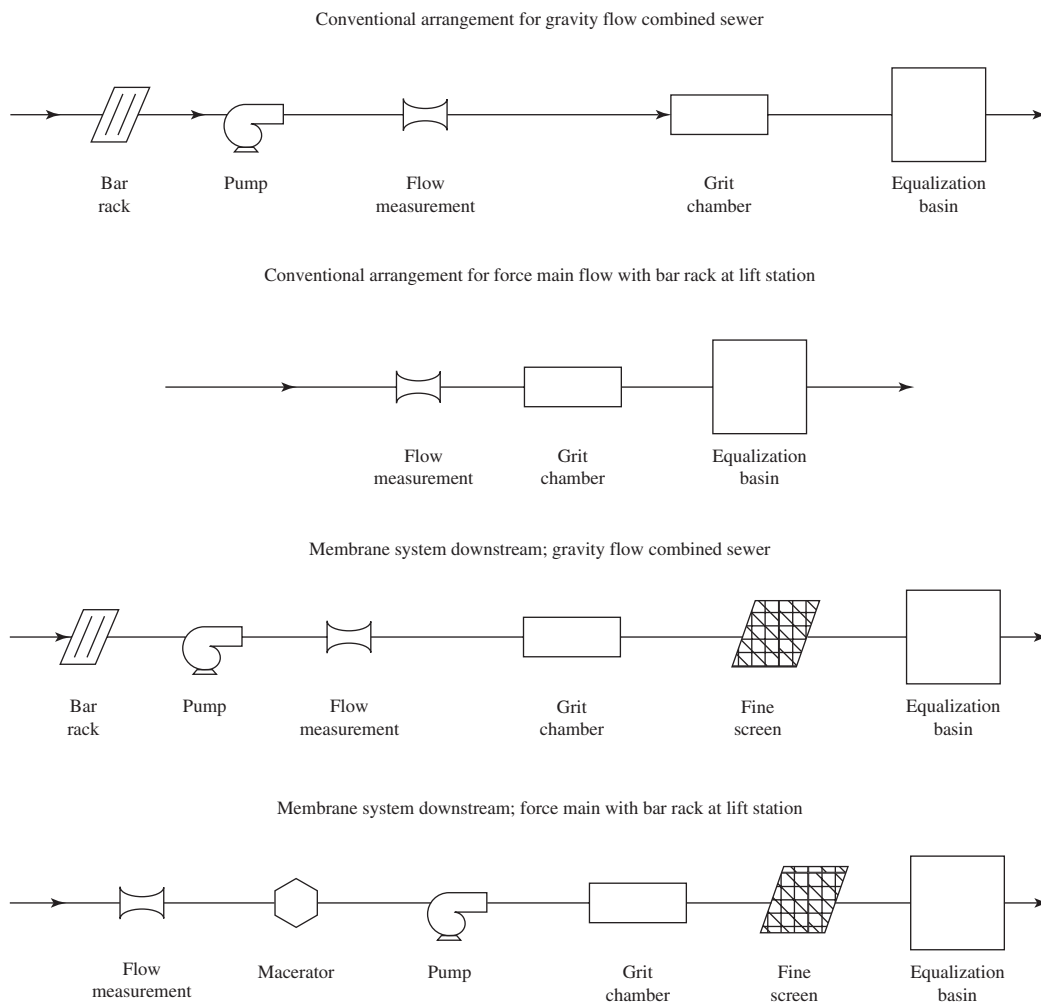 Conventional arrangement for gravity flow combined sewer
Bar
rack
Pump
Flow
measurement
Grit
chamber
Equalization
basin
Conventional arrangement for force main flow with bar rack at lift station
Flow
measurement
Grit
chamber
Equalization
basin
Membrane system downstream; gravity flow combined sewer
Bar
rack
Pump
Flow
measurement
Grit
chamber
Fine
screen
Equalization
basin
Membrane system downstream; force main with bar rack at lift station
Flow
measurement
Macerator
Pump
Grit
chamber
Fine
screen
Equalization
basin